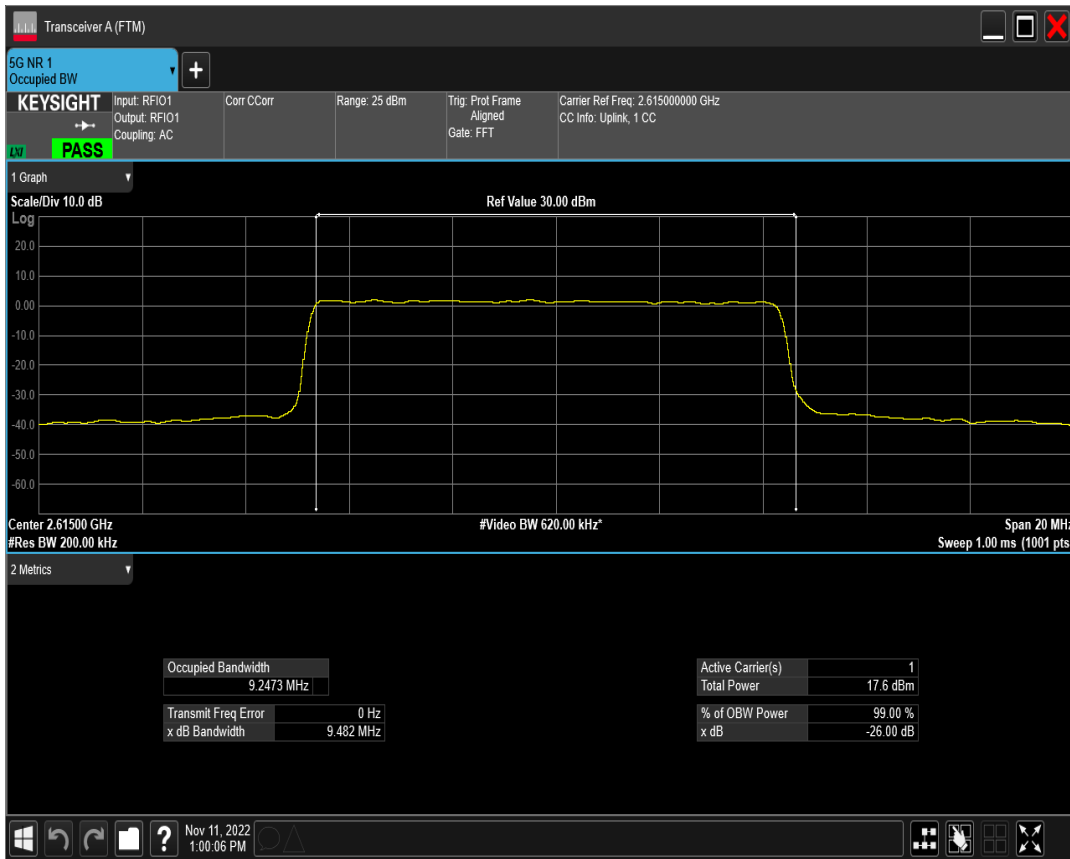 Transceiver A (FTM)
5G NR 1
Occupied BW
+
KEYSIGHT
LXI
PASS
Input: RFIO1
Output: RFIO1
Coupling: AC
Corr CCorr
Range: 25 dBm
Trig: Prot Frame
Aligned
Gate: FFT
Carrier Ref Freq: 2.615000000 GHz
CC Info: Uplink, 1 CC
1 Graph
Scale/Div 10.0 dB
Ref Value 30.00 dBm
Log
20.0
10.0
0.00
-10.0
-20.0
-30.0
-40.0
-50.0
-60.0
Center 2.61500 GHz
#Video BW 620.00 kHz*
Span 20 MHz
#Res BW 200.00 kHz
Sweep 1.00 ms (1001 pts
2 Metrics
Occupied Bandwidth
9.2473 MHz
Transmit Freq Error 0 Hz
x dB Bandwidth 9.482 MHz
Active Carrier(s) 1
Total Power 17.6 dBm
% of OBW Power 99.00 %
x dB -26.00 dB
?
Nov 11, 2022
1:00:06 PM